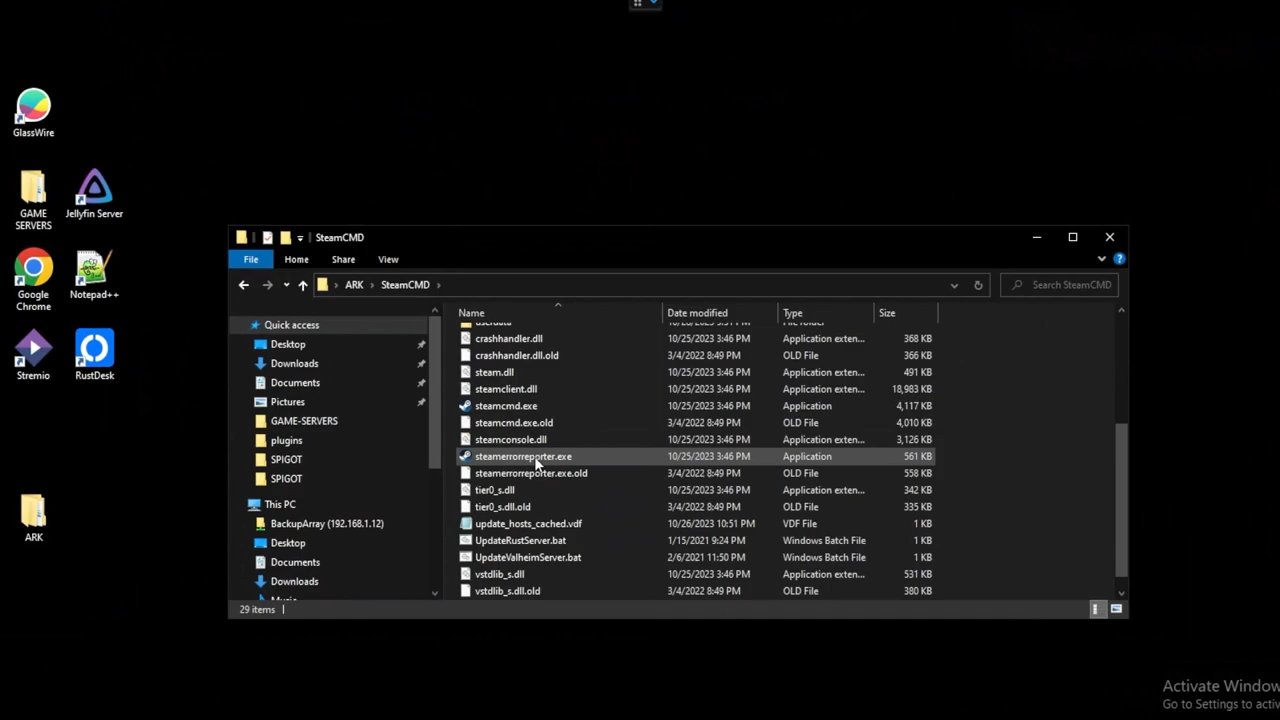 GlassWire
GAME
SERVERS
Jellyfin Server
Google
Chrome
Notepad++
Stremio
RustDesk
ARK
SteamCMD
File Home Share View
ARK SteamCMD
Search SteamCMD
Quick access
Desktop
Downloads
Documents
Pictures
GAME-SERVERS
plugins
SPIGOT
SPIGOT
This PC
BackupArray (192.168.1.12)
Desktop
Documents
Downloads
Name Date modified Type Size
crashhandler.dll 10/25/2023 3:46 PM Application exten... 368 KB
crashhandler.dll.old 3/4/2022 8:49 PM OLD File 366 KB
steam.dll 10/25/2023 3:46 PM Application exten... 491 KB
steamclient.dll 10/25/2023 3:46 PM Application exten... 18,983 KB
steamcmd.exe 10/25/2023 3:46 PM Application 4,117 KB
steamcmd.exe.old 3/4/2022 8:49 PM OLD File 4,010 KB
steamconsole.dll 10/25/2023 3:46 PM Application exten... 3,126 KB
steamerrorreporter.exe 10/25/2023 3:46 PM Application 561 KB
steamerrorreporter.exe.old 3/4/2022 8:49 PM OLD File 558 KB
tier0_s.dll 10/25/2023 3:46 PM Application exten... 342 KB
tier0_s.dll.old 3/4/2022 8:49 PM OLD File 335 KB
update_hosts_cached.vdf 10/26/2023 10:51 PM VDF File 1 KB
UpdateRustServer.bat 1/15/2021 9:24 PM Windows Batch File 1 KB
UpdateValheimServer.bat 2/6/2021 11:50 PM Windows Batch File 1 KB
vstdlib_s.dll 10/25/2023 3:46 PM Application exten... 531 KB
vstdlib_s.dll.old 3/4/2022 8:49 PM OLD File 380 KB
29 items
Activate Window
Go to Settings to activ